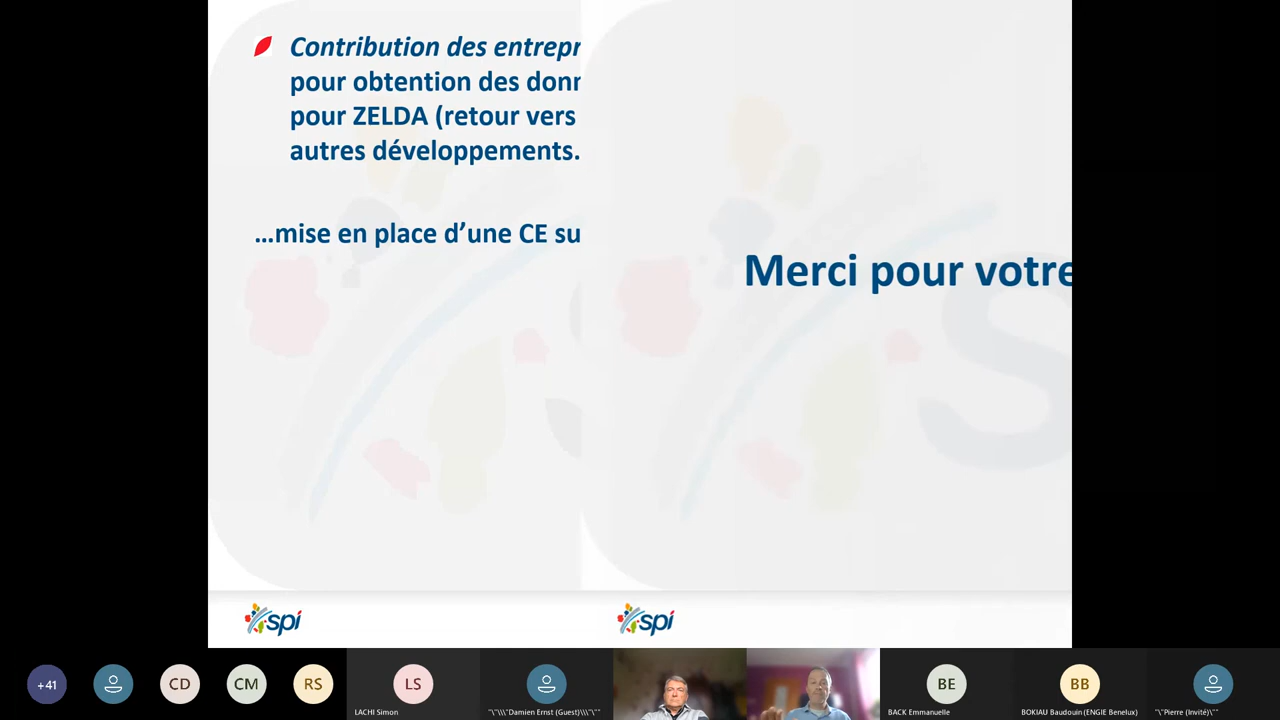 Contribution des entrepr
pour obtention des donn
pour ZELDA (retour vers
autres développements.
…mise en place d’une CE su
Merci pour votre
spi
spi
+41
CD
CM
RS
LS
LACHI Simon
"\"\\\"Damien Ernst (Guest)\\\"\""
BE
BACK Emmanuelle
BB
BOKIAU Baudouin (ENGIE Benelux)
"\"Pierre (Invité)\""